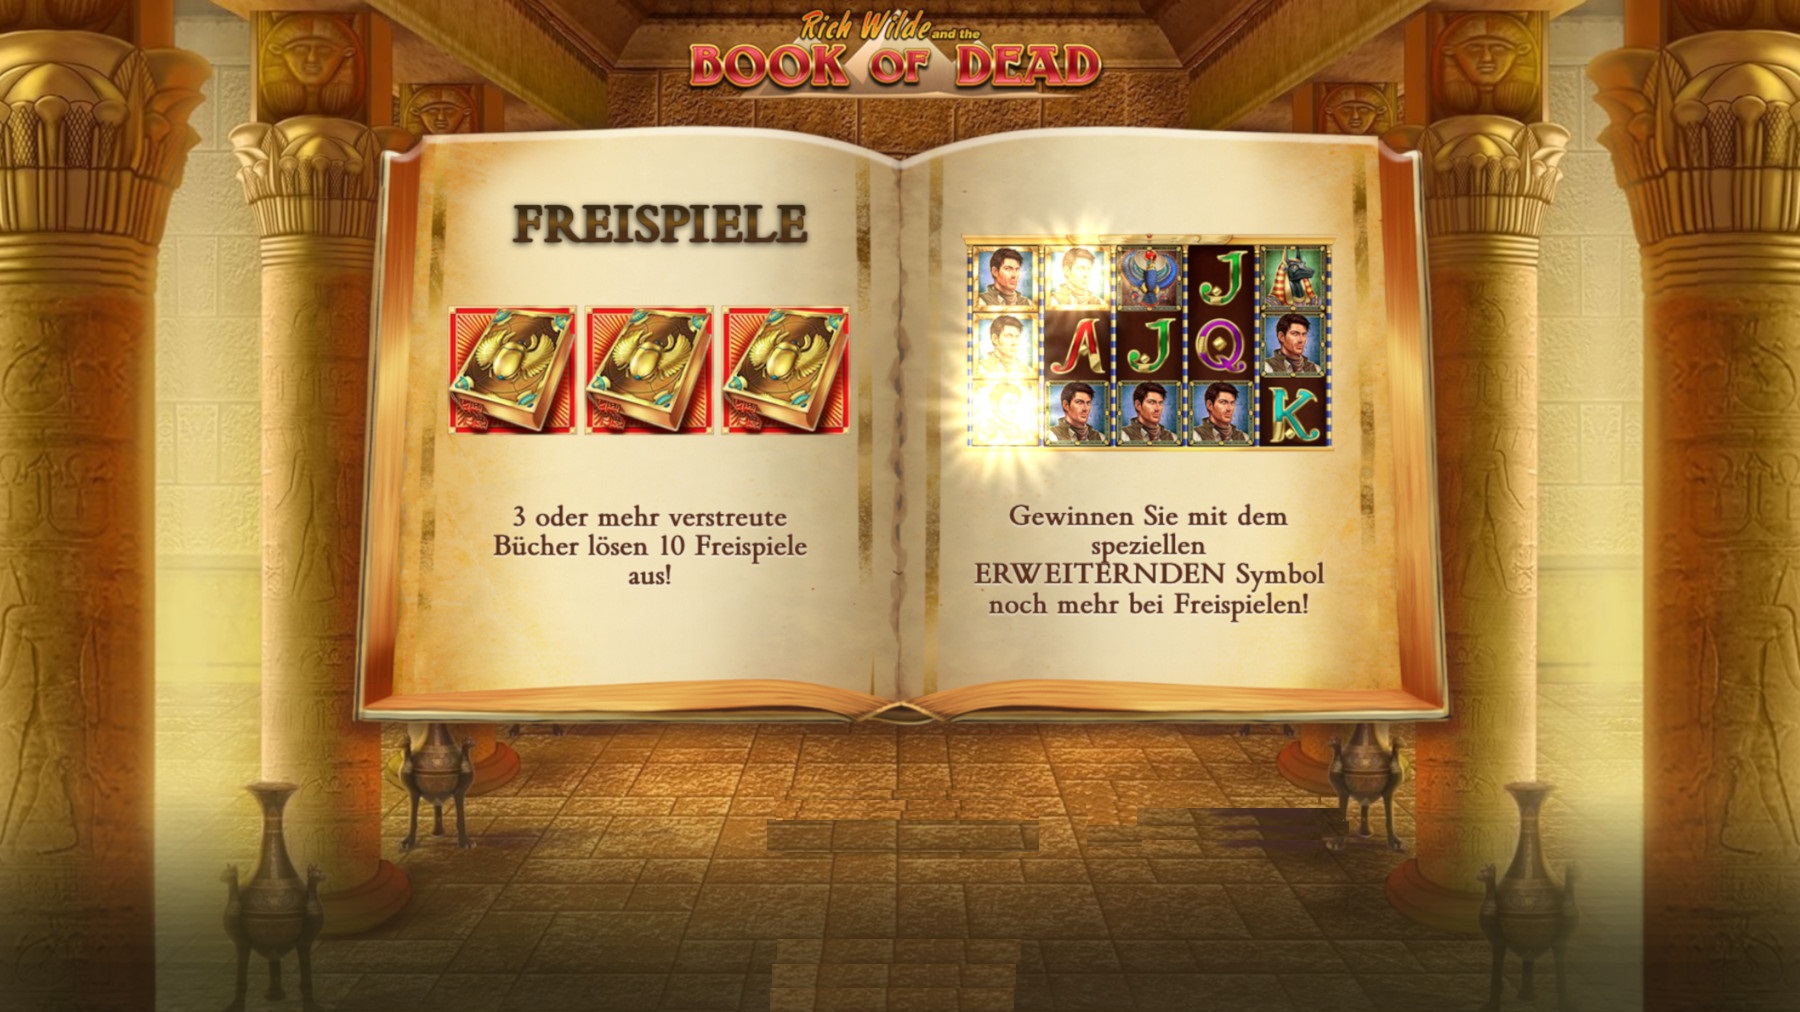 Rich Wilde and the
BOOK OF DEAD
FREISPIELE
3 oder mehr verstreute
Bücher lösen 10 Freispiele
aus!
J
A J Q
K
Gewinnen Sie mit dem
speziellen
ERWEITERNDEN Symbol
noch mehr bei Freispielen!